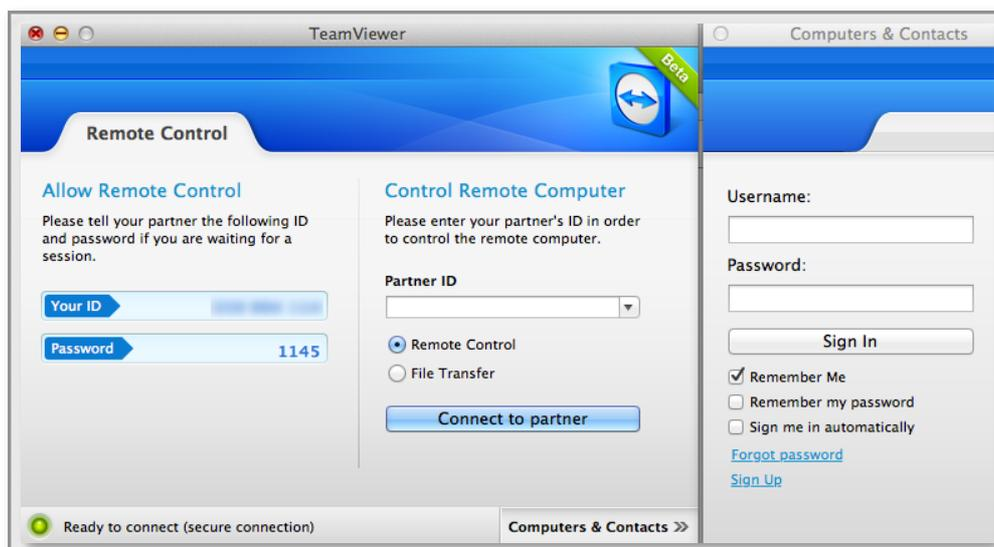 TeamViewer
Beta
Remote Control
Allow Remote Control
Please tell your partner the following ID
and password if you are waiting for a
session.
Your ID
Password 1145
Control Remote Computer
Please enter your partner's ID in order
to control the remote computer.
Partner ID
Remote Control
File Transfer
Connect to partner
Ready to connect (secure connection)
Computers & Contacts >>
Computers & Contacts
Username:
Password:
Sign In
Remember Me
Remember my password
Sign me in automatically
Forgot password
Sign Up